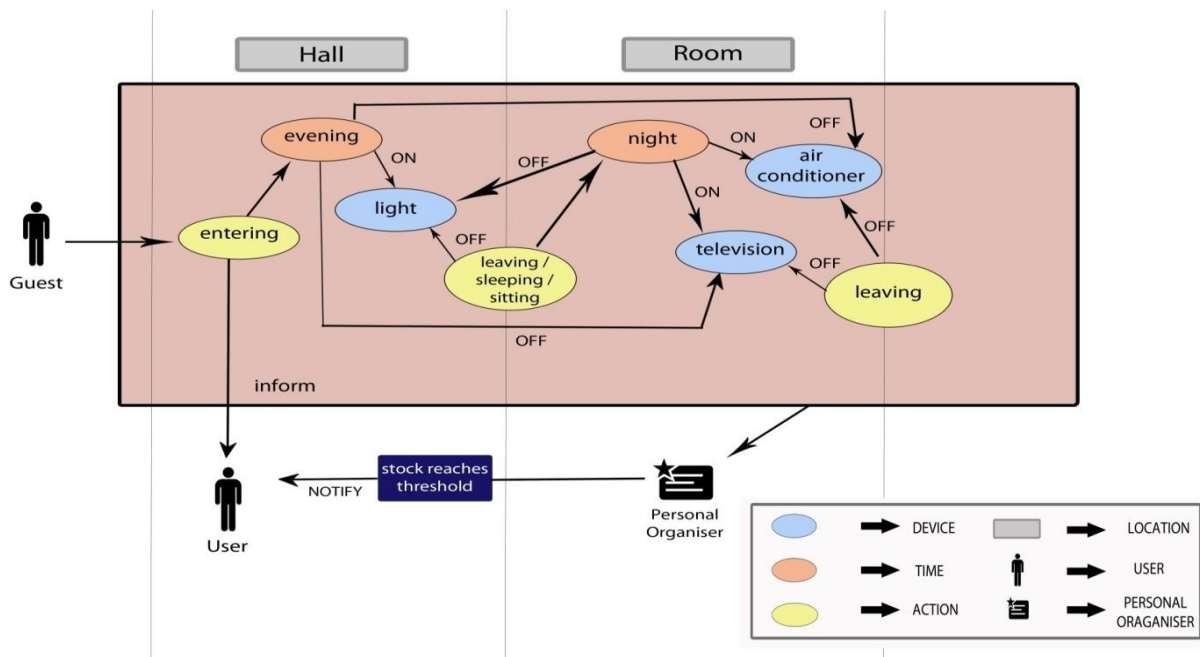 Hall
Room
evening
night
OFF
ON
ON
OFF
air
conditioner
ON
light
entering
OFF
television
leaving /
sleeping /
sitting
OFF
OFF
leaving
Guest
OFF
inform
stock reaches
threshold
NOTIFY
Personal
Organiser
User
DEVICE
LOCATION
TIME
USER
ACTION
PERSONAL
ORAGANISER